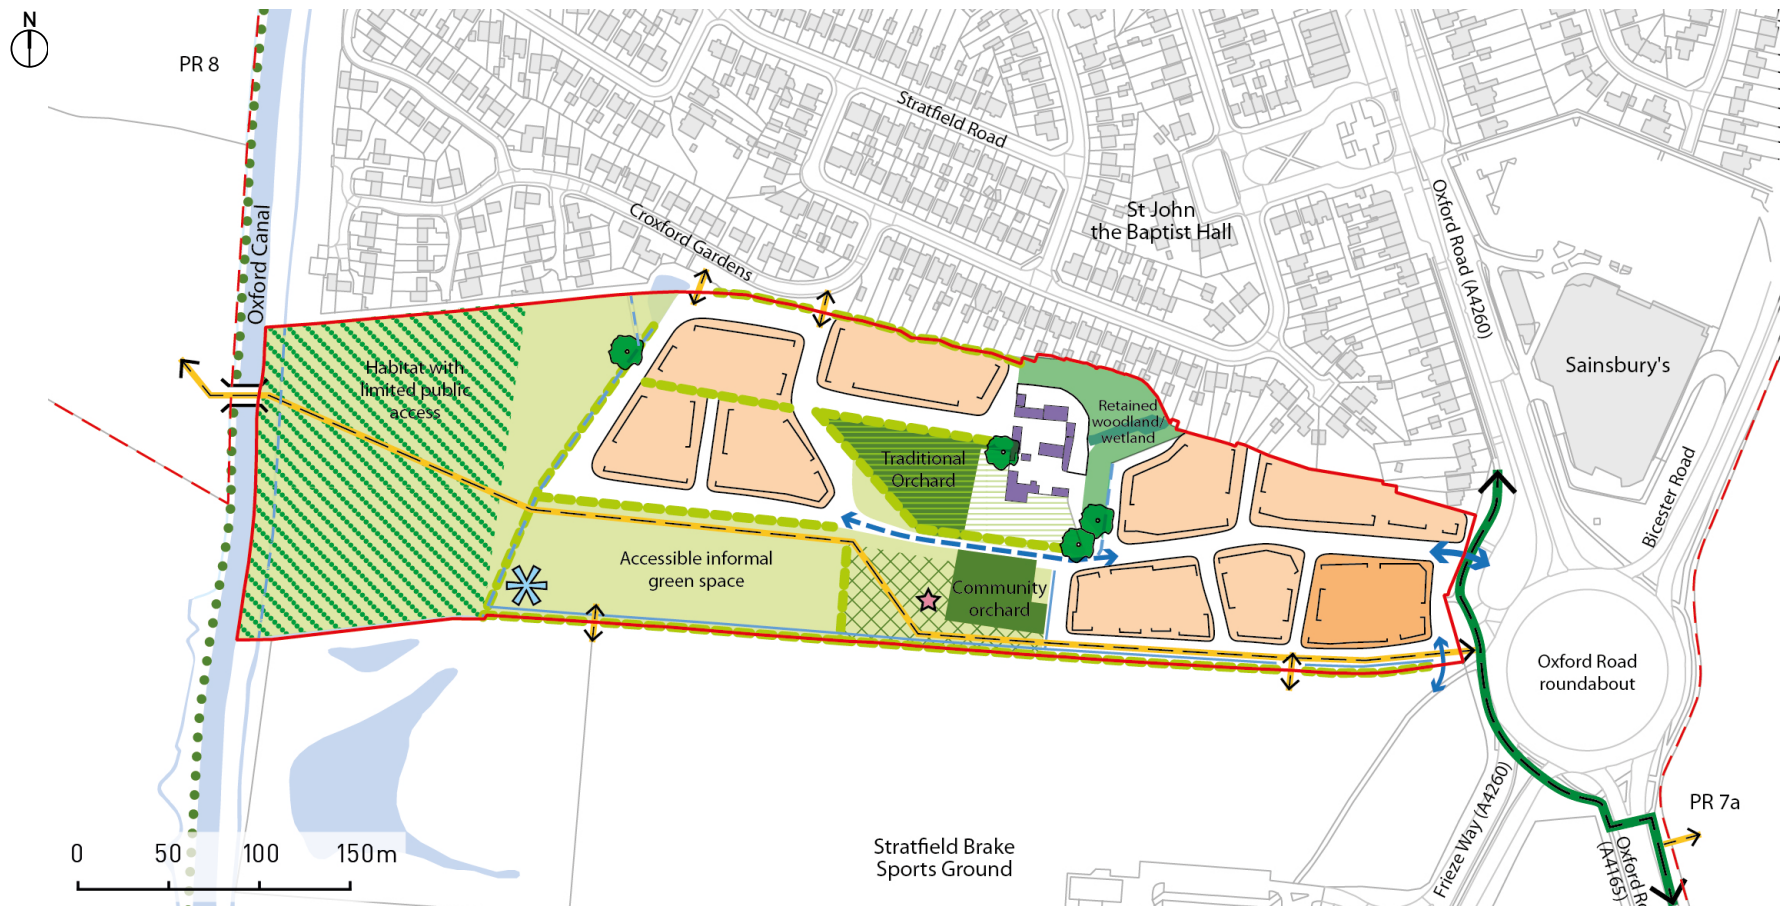 N
PR 8
Stratfield Road
Croxford Gardens
Oxford Canal
St John
the Baptist Hall
Oxford Road (A4260)
Sainsbury's
Habitat with
limited public
access
Retained
woodland/
wetland
Traditional
Orchard
Bicester Road
Accessible informal
green space
Community
orchard
Oxford Road
roundabout
PR 7a
Frieze Way (A4260)
Stratfield Brake
Sports Ground
Oxford R
(A4165)
0 50 100 150m